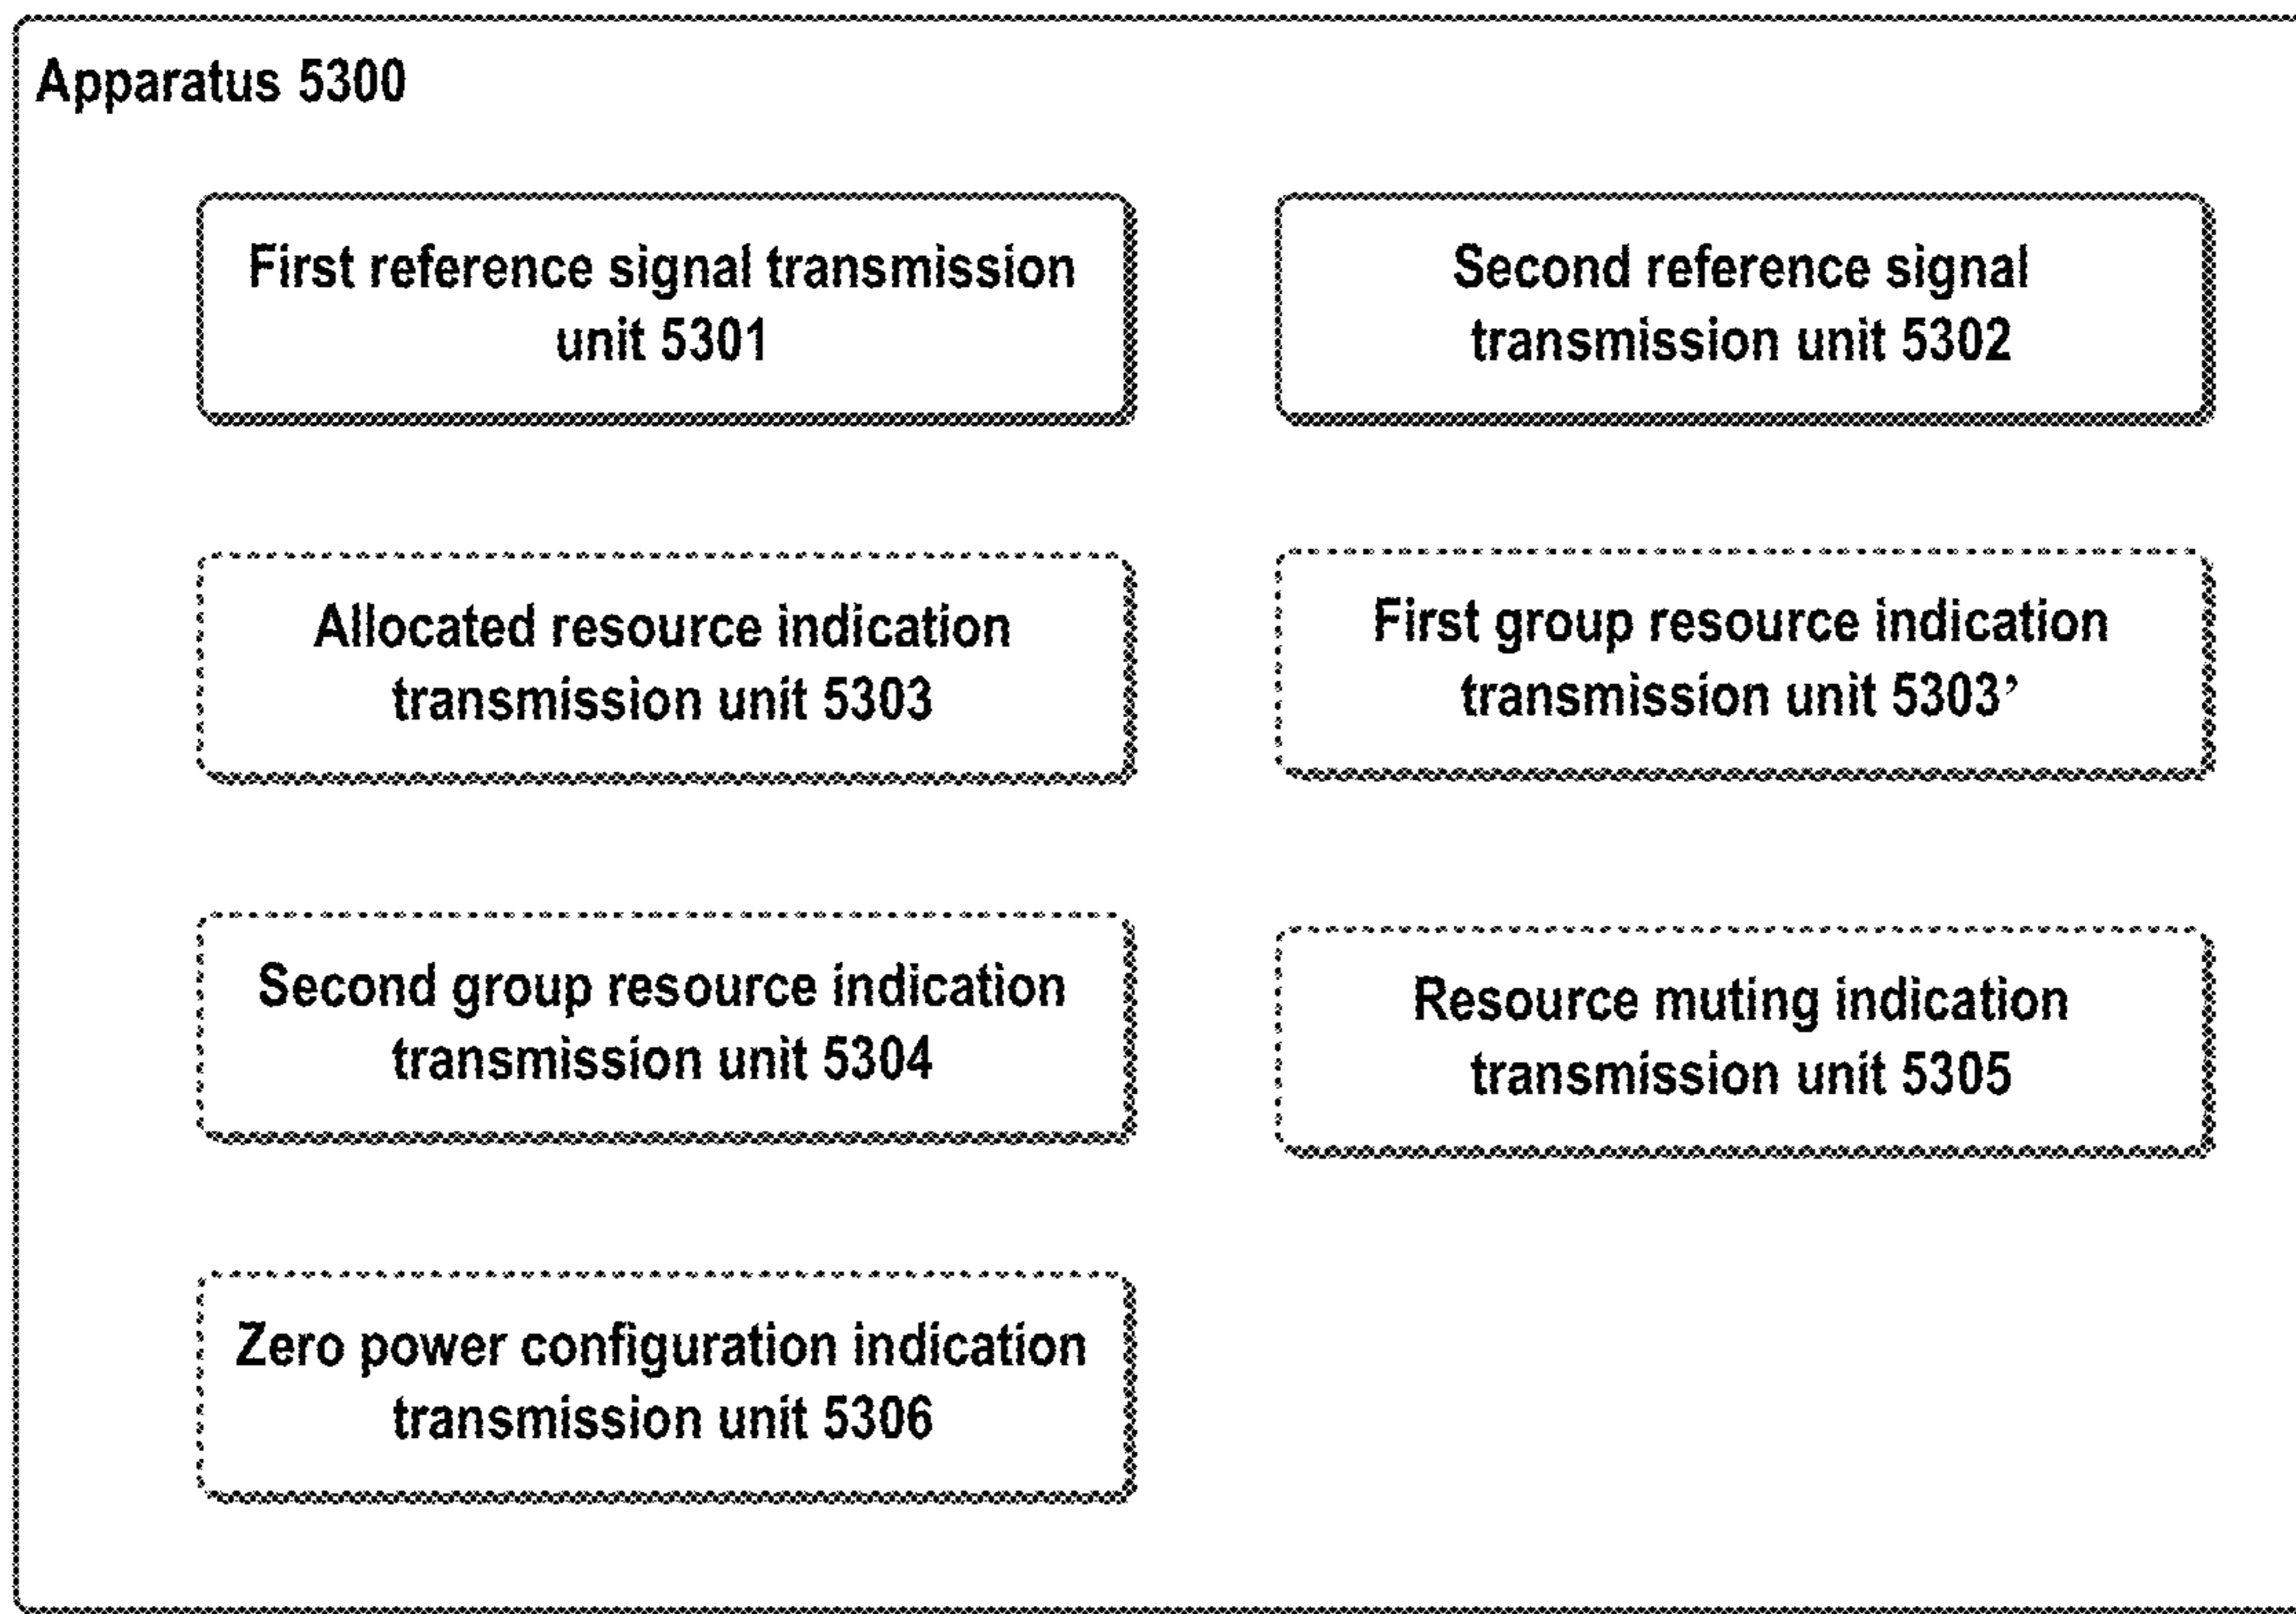 Apparatus 5300
First reference signal transmission
unit 5301
Second reference signal
transmission unit 5302
Allocated resource indication
transmission unit 5303
First group resource indication
transmission unit 5303’
Second group resource indication
transmission unit 5304
Resource muting indication
transmission unit 5305
Zero power configuration indication
transmission unit 5306